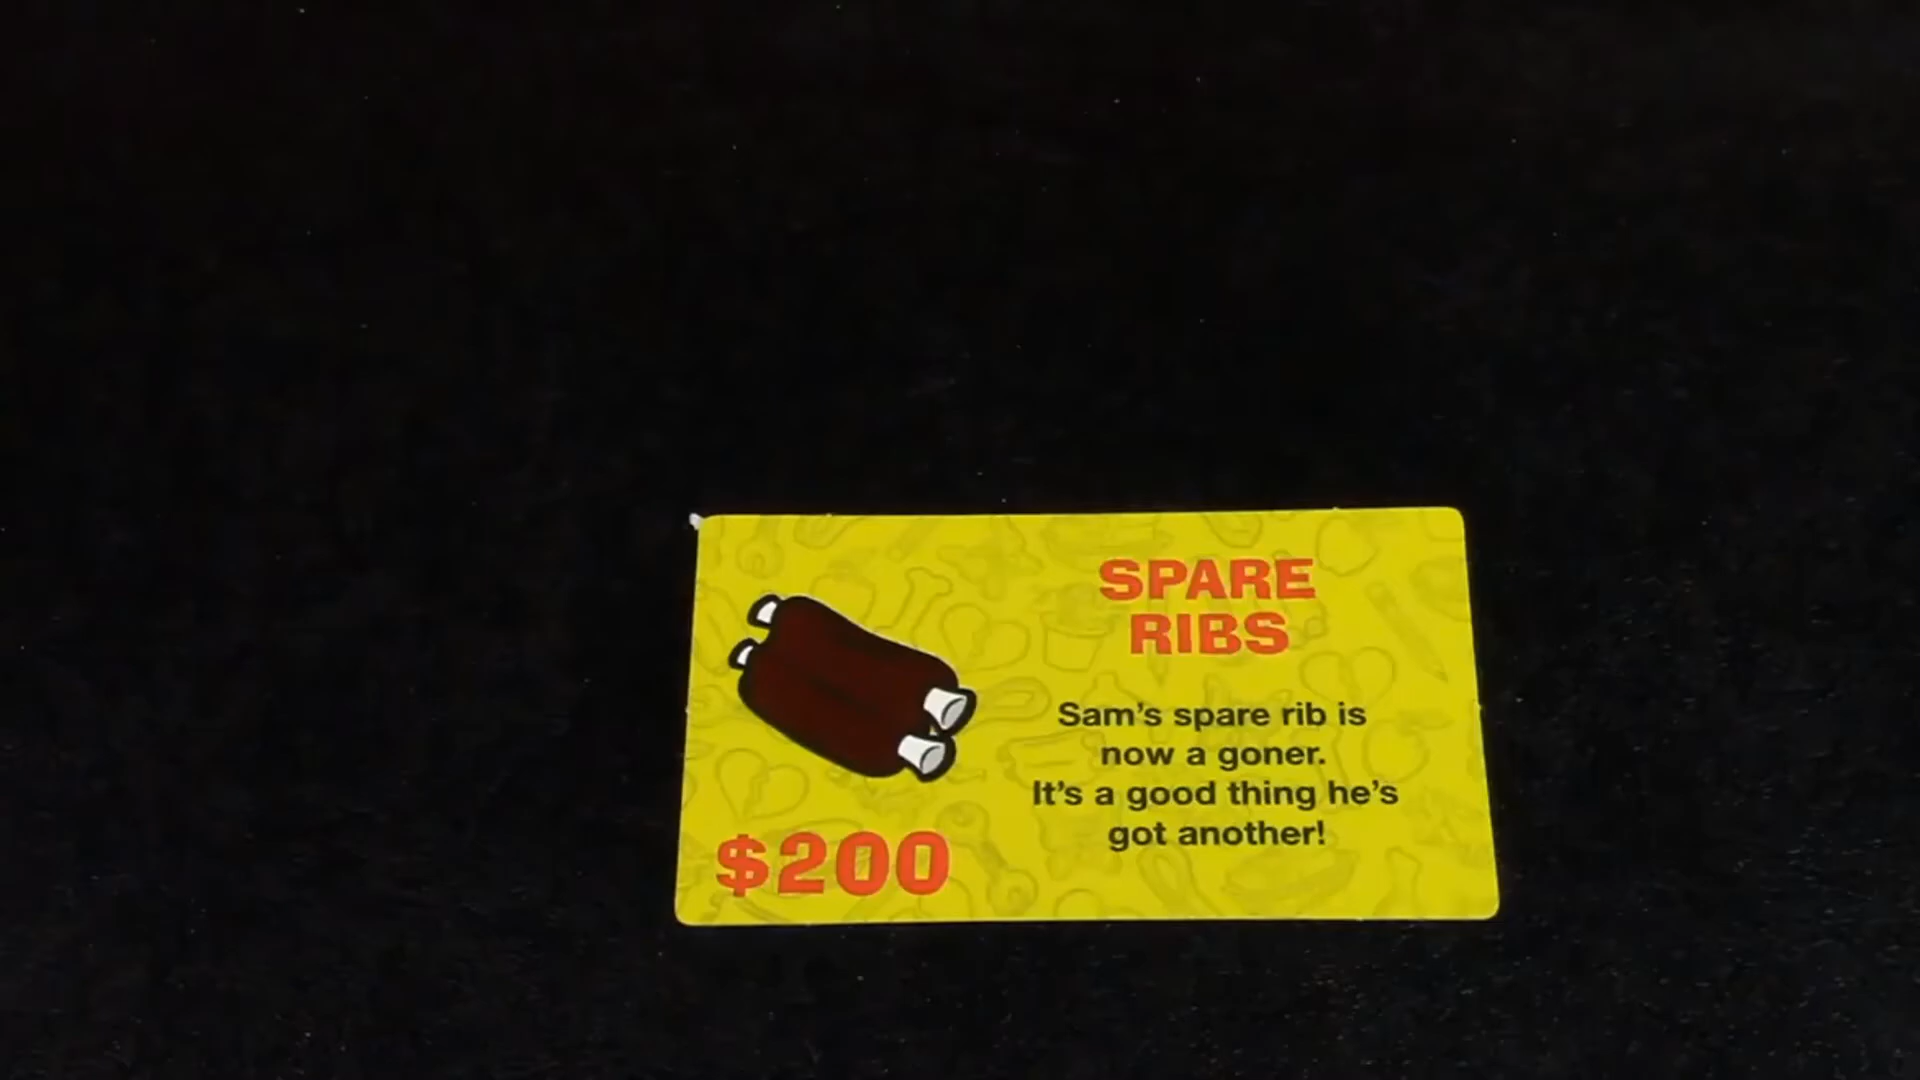 SPARE
RIBS
Sam's spare rib is
now a goner.
It's a good thing he's
got another!
$200